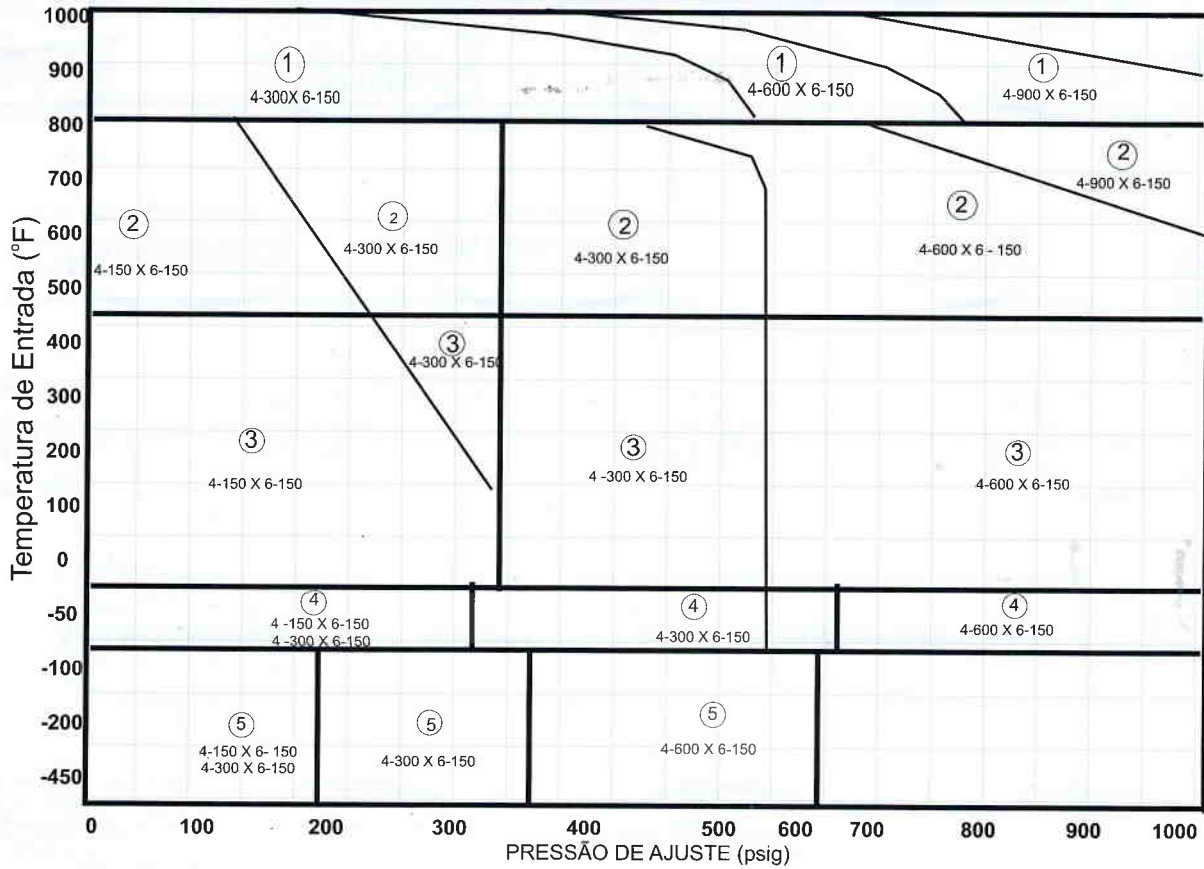 1000
900
800
700
600
500
400
300
200
100
0
-50
-100
-200
-450
Temperatura de Entrada (°F)
1
4-300X 6-150
1
4-600 X 6-150
1
4-900 X 6-150
2
4-150 X 6-150
2
4-300 X 6-150
2
4-300 X 6-150
2
4-600 X 6 - 150
2
4-900 X 6-150
3
4-150 X 6-150
3
4-300 X 6-150
3
4 -300 X 6-150
3
4-600 X 6-150
4
4 -150 X 6-150
4 -300 X 6-150
4
4-300 X 6-150
4
4-600 X 6-150
5
4-150 X 6- 150
4-300 X 6-150
5
4-300 X 6-150
5
4-600 X 6-150
0 100 200 300 400 500 600 700 800 900 1000
PRESSÃO DE AJUSTE (psig)